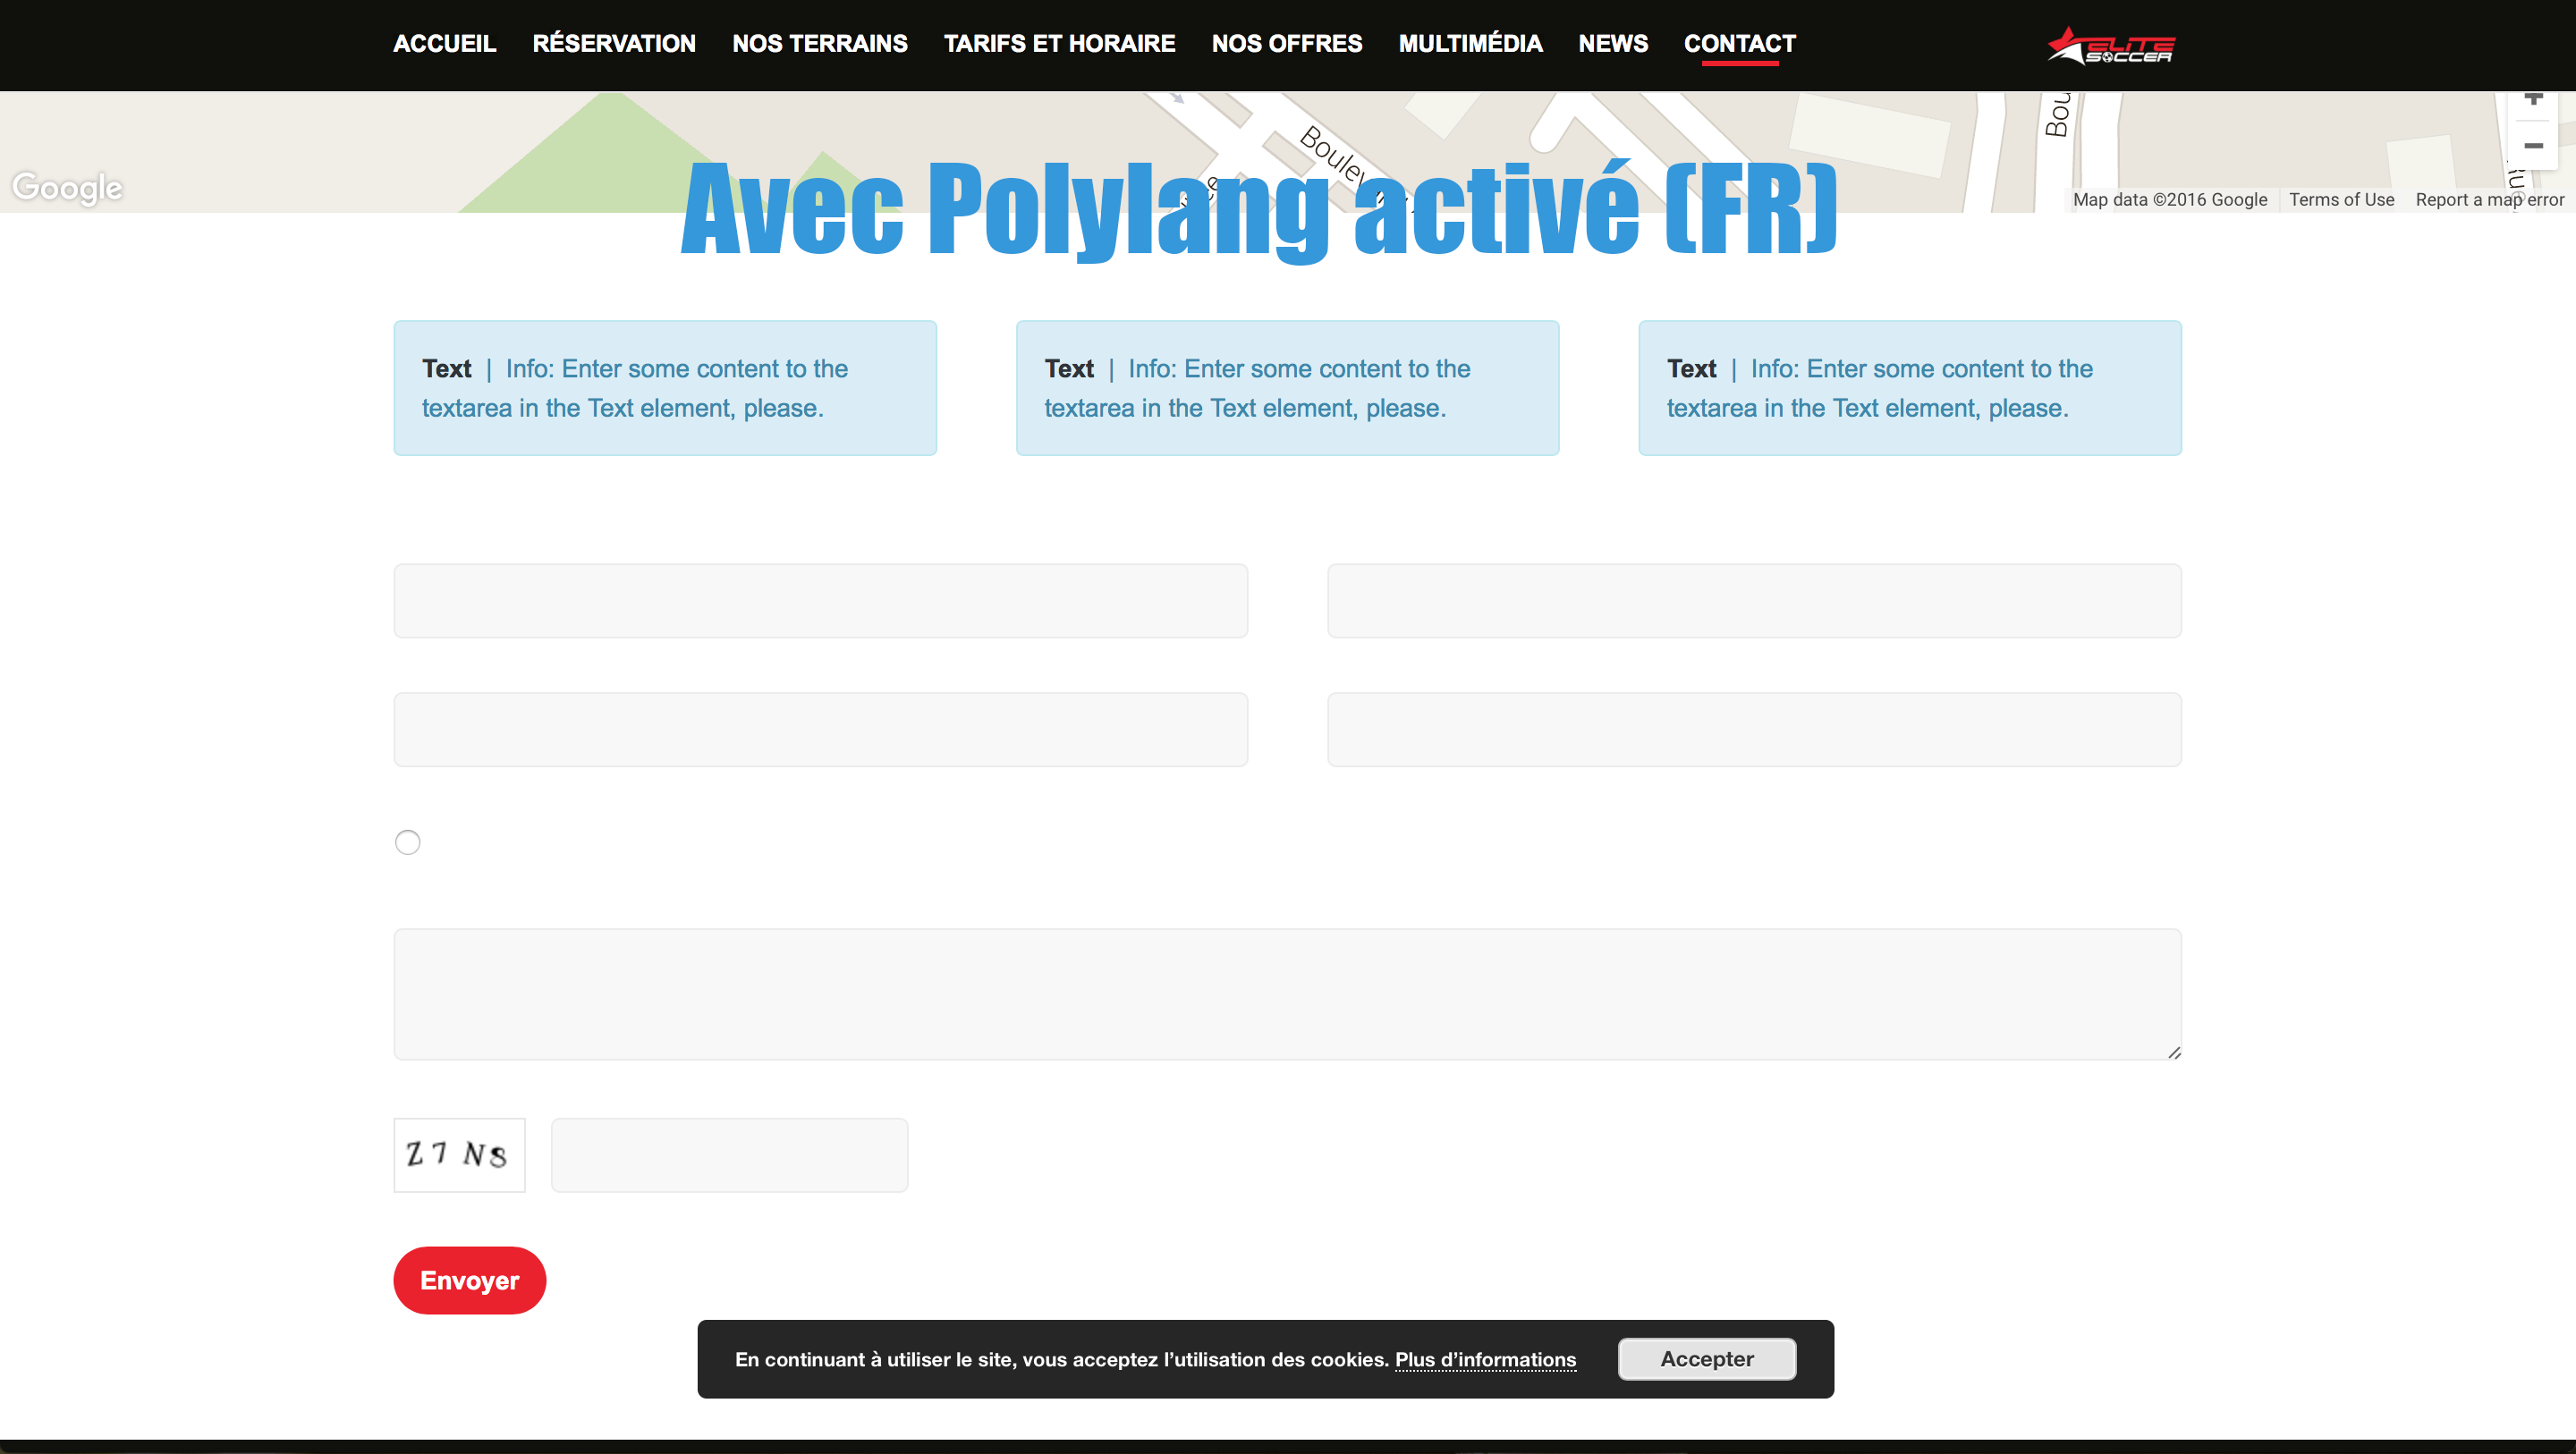 ACCUEIL RÉSERVATION NOS TERRAINS TARIFS ET HORAIRE NOS OFFRES MULTIMÉDIA NEWS CONTACT
ELITE
SOCCER
Bou
Google
Map data ©2016 Google Terms of Use Report a map error
Avec Polylang activé (FR)
Text | Info: Enter some content to the
textarea in the Text element, please.
Text | Info: Enter some content to the
textarea in the Text element, please.
Text | Info: Enter some content to the
textarea in the Text element, please.
Z7 N8
Envoyer
En continuant à utiliser le site, vous acceptez l’utilisation des cookies. Plus d’informations
Accepter